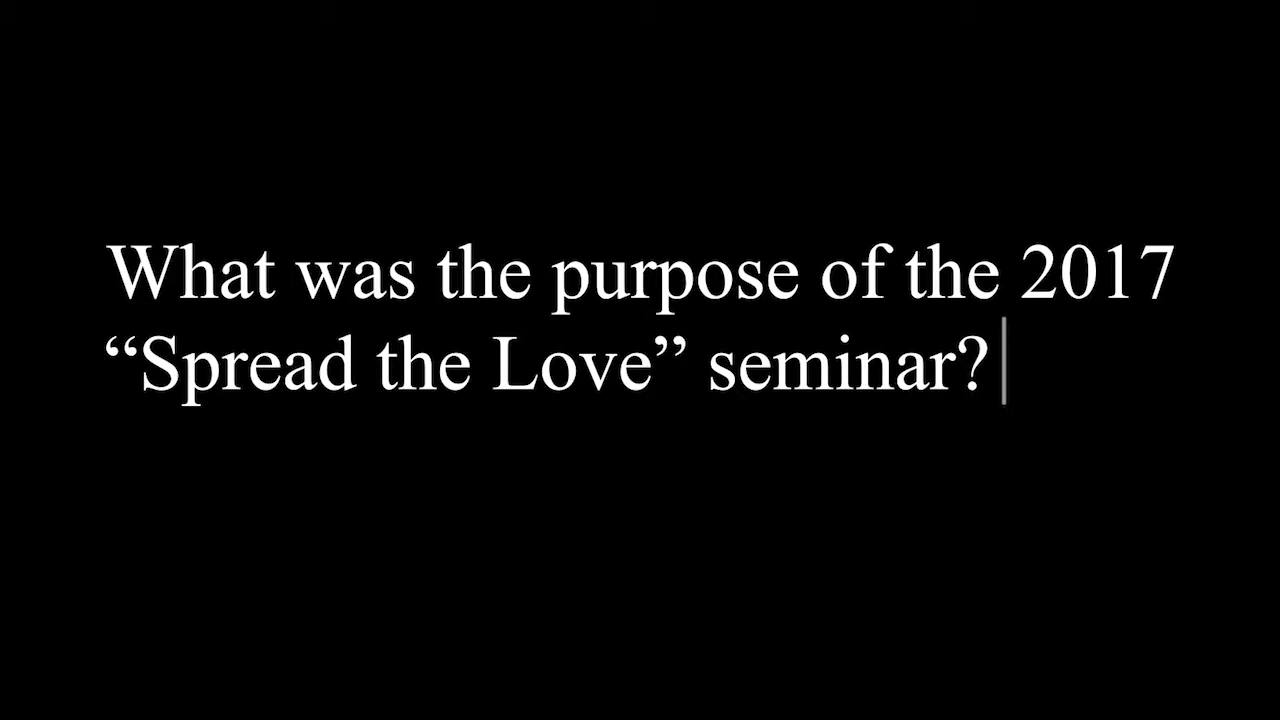 What was the purpose of the 2017
“Spread the Love” seminar?